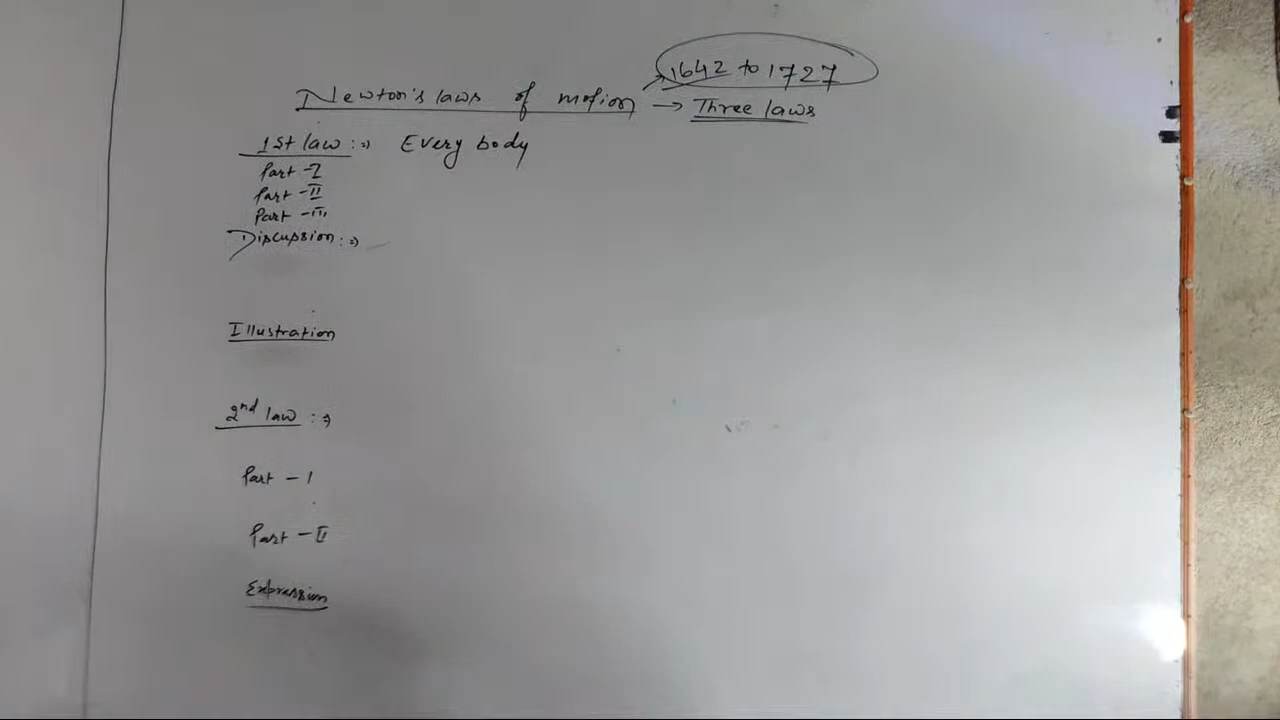 1642 to 1727
Newton's laws of motion → Three laws
1st law :⇒ Every body
Part - I
Part - II
Part - III
Discussion :⇒
Illustration
2nd law :⇒
Part - 1
Part - II
Expression